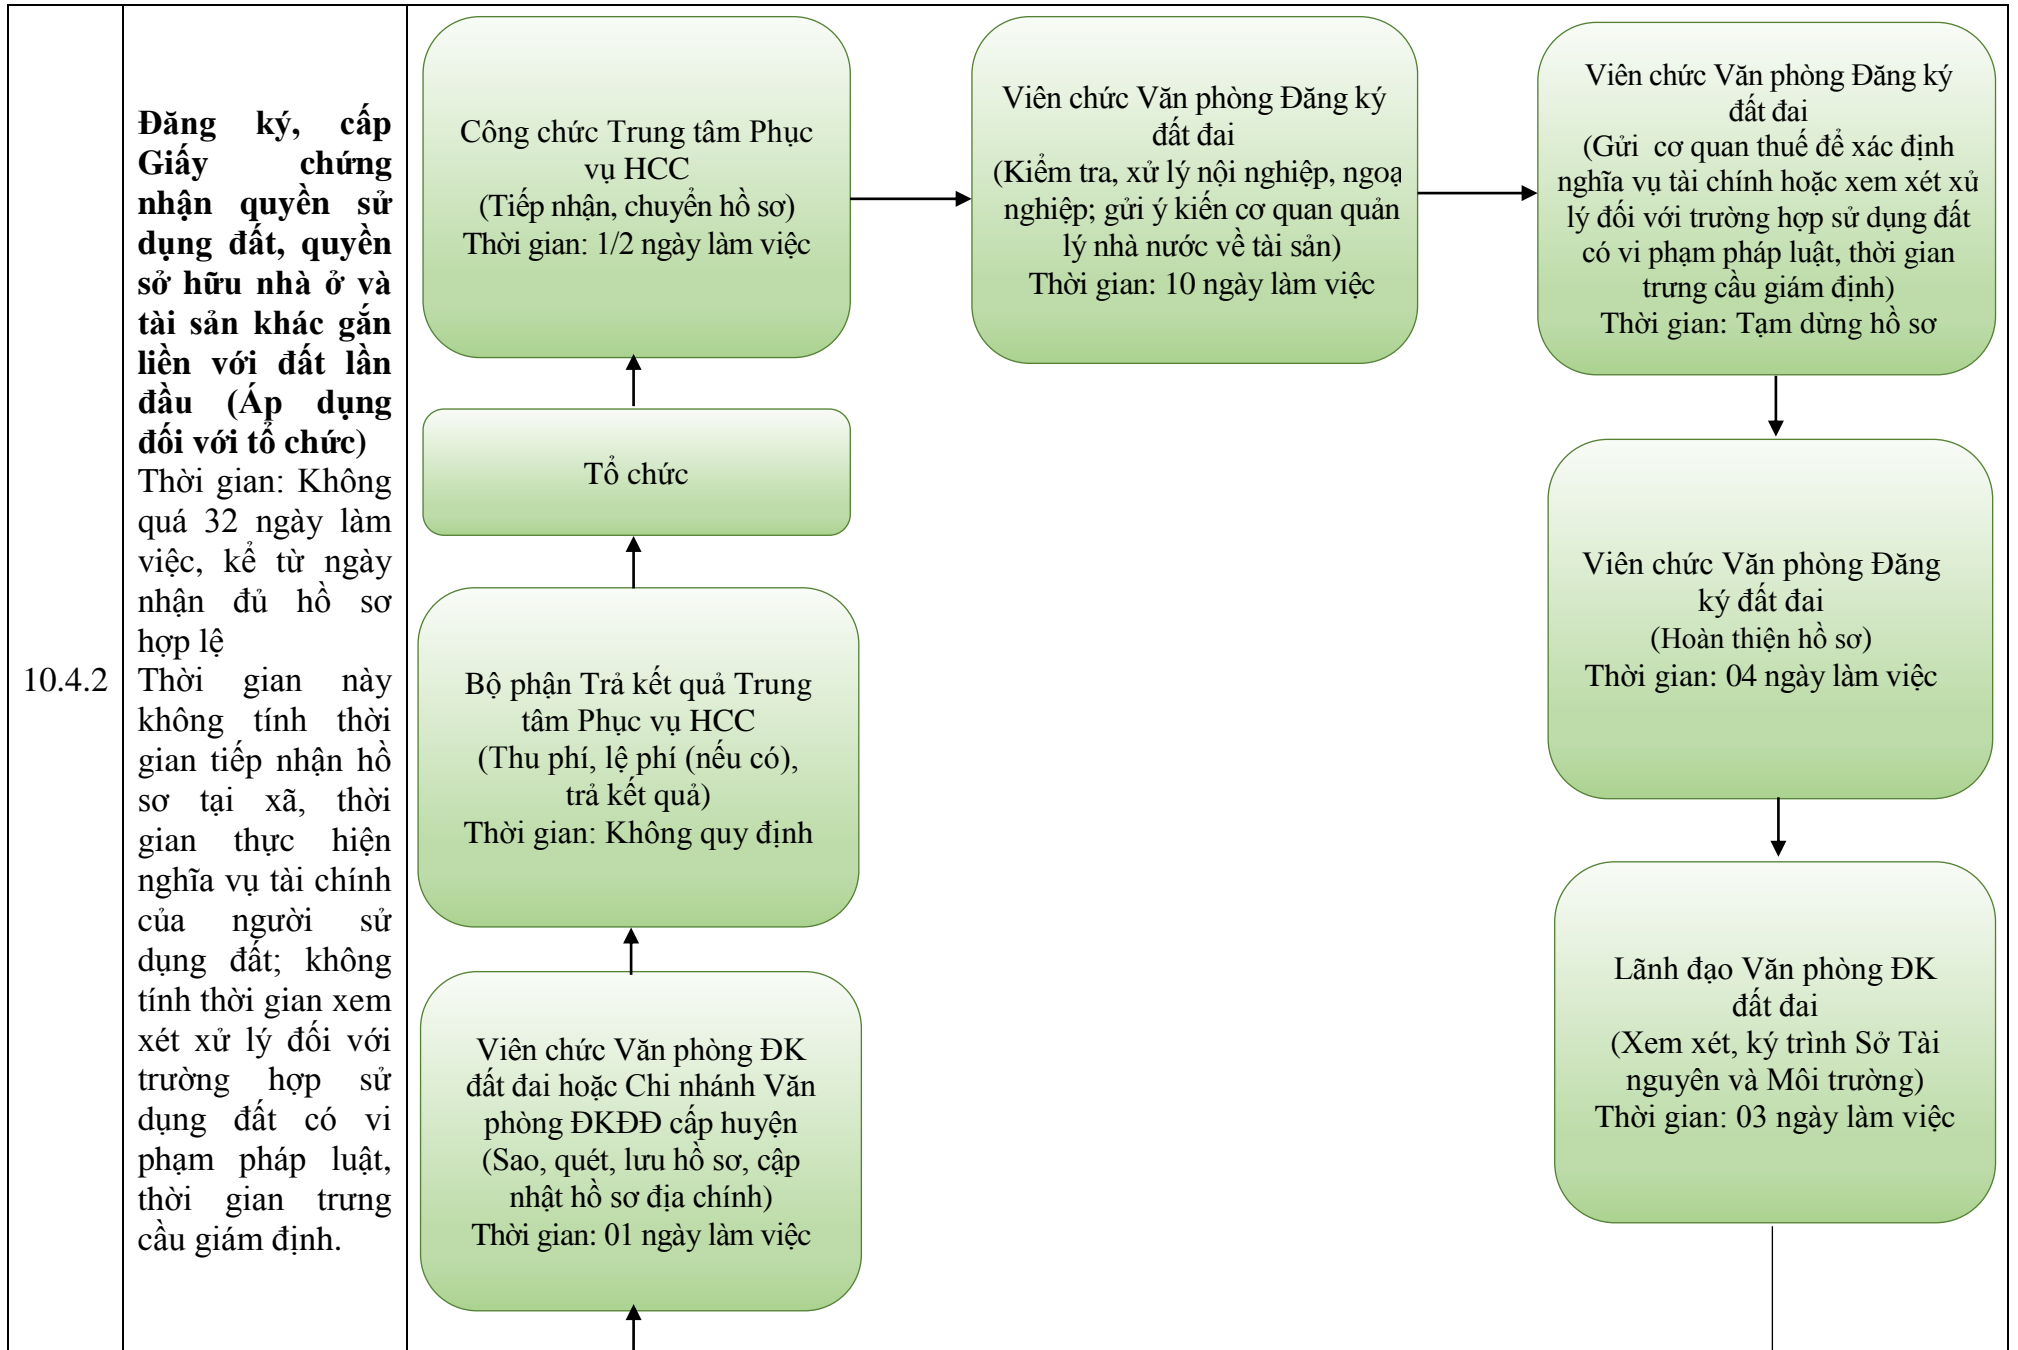 10.4.2
Đăng ký, cấp
Giấy chứng
nhận quyền sử
dụng đất, quyền
sở hữu nhà ở và
tài sản khác gắn
liền với đất lần
đầu (Áp dụng
đối với tổ chức)
Thời gian: Không
quá 32 ngày làm
việc, kể từ ngày
nhận đủ hồ sơ
hợp lệ
Thời gian này
không tính thời
gian tiếp nhận hồ
sơ tại xã, thời
gian thực hiện
nghĩa vụ tài chính
của người sử
dụng đất; không
tính thời gian xem
xét xử lý đối với
trường hợp sử
dụng đất có vi
phạm pháp luật,
thời gian trưng
cầu giám định.
Công chức Trung tâm Phục
vụ HCC
(Tiếp nhận, chuyển hồ sơ)
Thời gian: 1/2 ngày làm việc
Viên chức Văn phòng Đăng ký
đất đai
(Kiểm tra, xử lý nội nghiệp, ngoạ
nghiệp; gửi ý kiến cơ quan quản
lý nhà nước về tài sản)
Thời gian: 10 ngày làm việc
Viên chức Văn phòng Đăng ký
đất đai
(Gửi cơ quan thuế để xác định
nghĩa vụ tài chính hoặc xem xét xử
lý đối với trường hợp sử dụng đất
có vi phạm pháp luật, thời gian
trưng cầu giám định)
Thời gian: Tạm dừng hồ sơ
Tổ chức
Viên chức Văn phòng Đăng
ký đất đai
(Hoàn thiện hồ sơ)
Thời gian: 04 ngày làm việc
Bộ phận Trả kết quả Trung
tâm Phục vụ HCC
(Thu phí, lệ phí (nếu có),
trả kết quả)
Thời gian: Không quy định
Lãnh đạo Văn phòng ĐK
đất đai
(Xem xét, ký trình Sở Tài
nguyên và Môi trường)
Thời gian: 03 ngày làm việc
Viên chức Văn phòng ĐK
đất đai hoặc Chi nhánh Văn
phòng ĐKĐĐ cấp huyện
(Sao, quét, lưu hồ sơ, cập
nhật hồ sơ địa chính)
Thời gian: 01 ngày làm việc